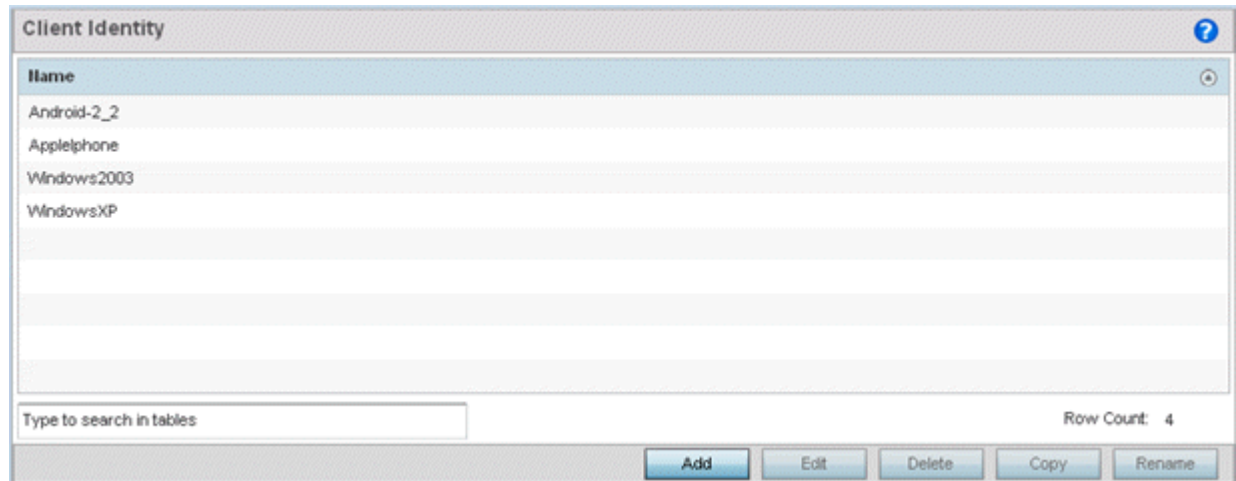 Client Identity
?
Name
Android-2_2
AppleIphone
Windows2003
WindowsXP
Type to search in tables
Row Count: 4
Add Edit Delete Copy Rename